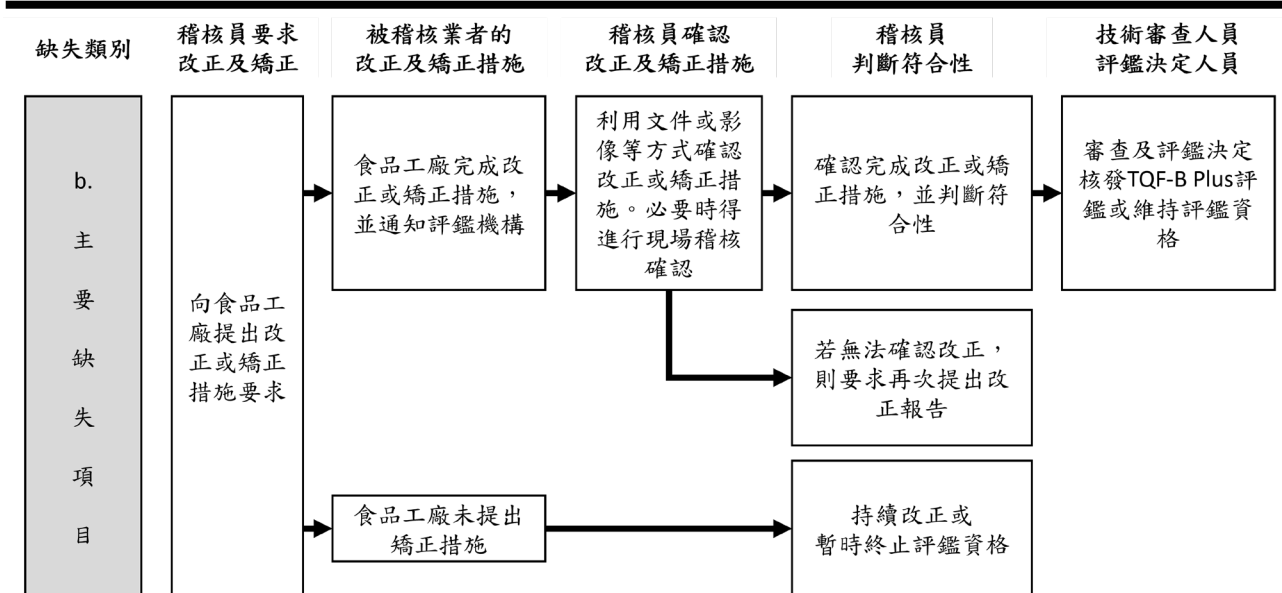 缺失類別
稽核員要求
改正及矯正
被稽核業者的
改正及矯正措施
稽核員確認
改正及矯正措施
稽核員
判斷符合性
技術審查人員
評鑑決定人員
b.
主
要
缺
失
項
目
向食品工
廠提出改
正或矯正
措施要求
食品工廠完成改
正或矯正措施，
並通知評鑑機構
利用文件或影
像等方式確認
改正或矯正措
施。必要時得
進行現場稽核
確認
確認完成改正或矯
正措施，並判斷符
合性
審查及評鑑決定
核發TQF-B Plus評
鑑或維持評鑑資
格
若無法確認改正，
則要求再次提出改
正報告
食品工廠未提出
矯正措施
持續改正或
暫時終止評鑑資格